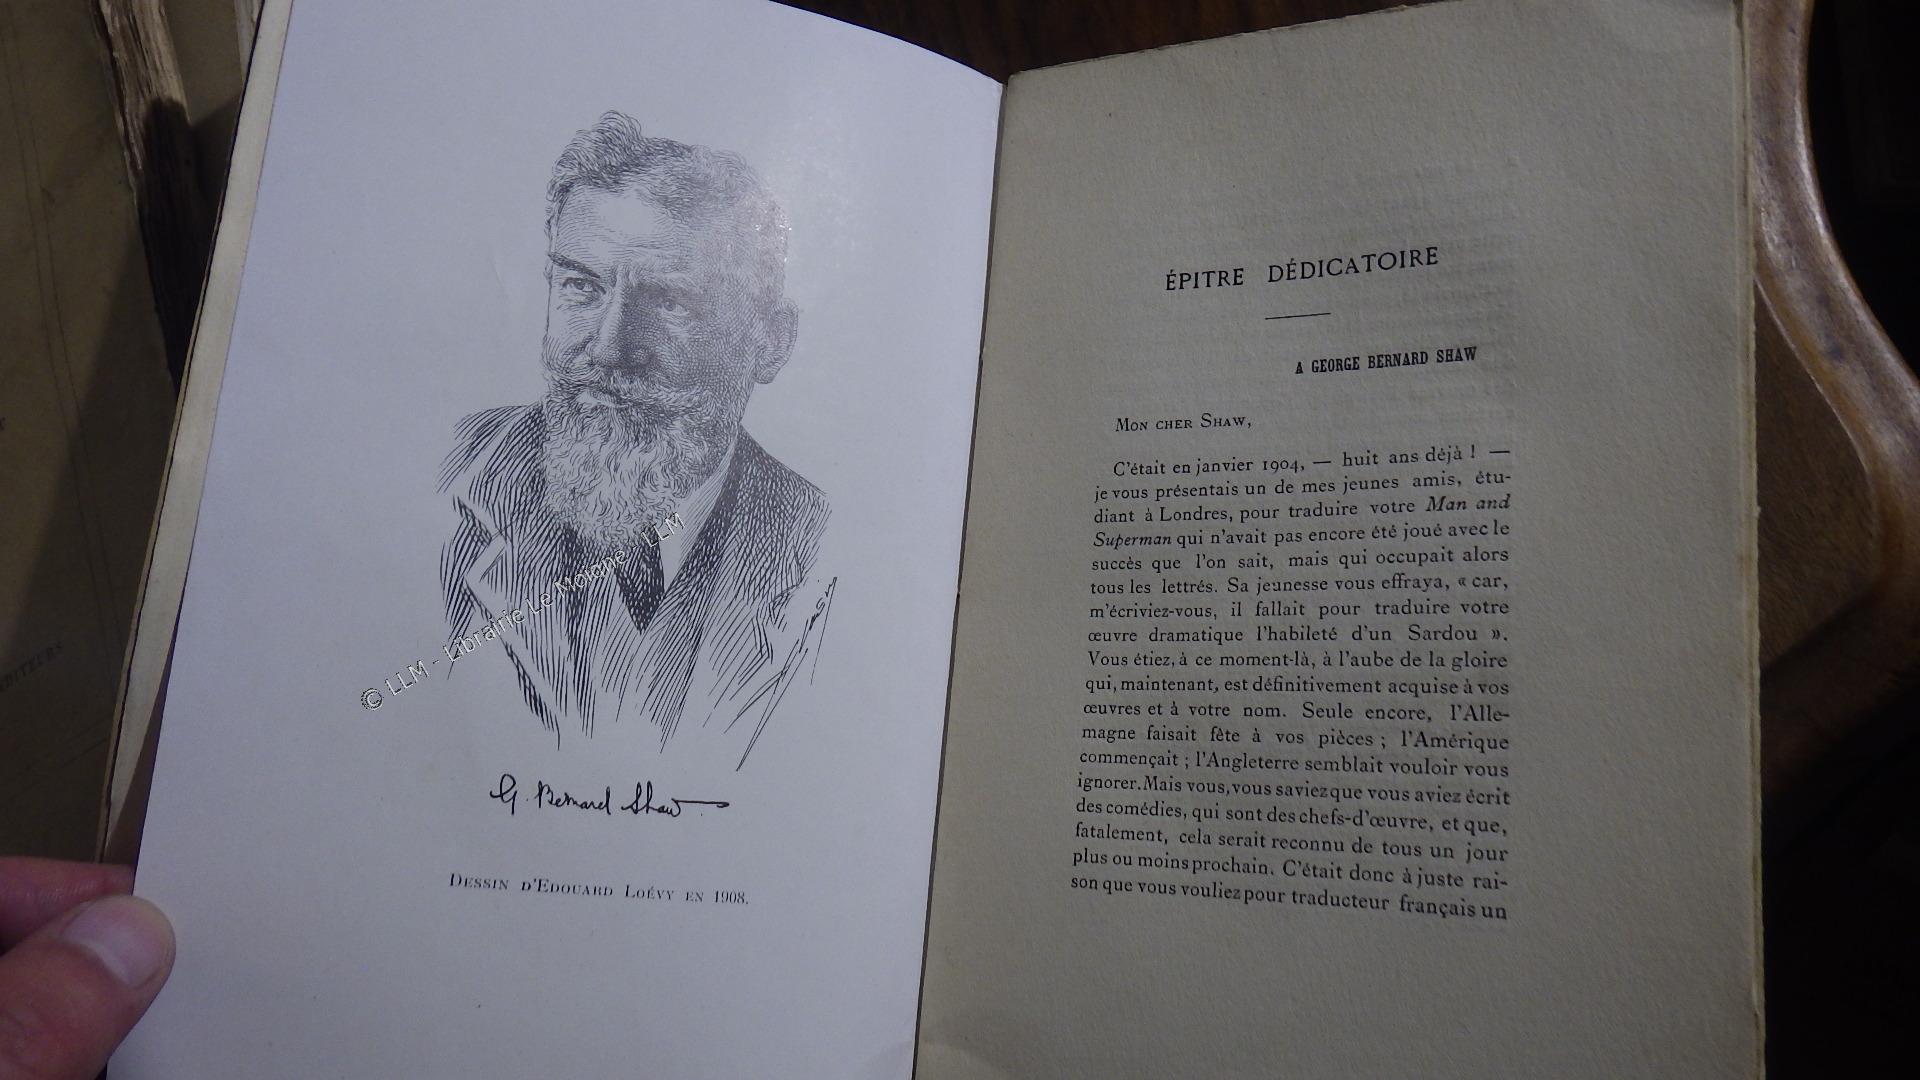 G. Bernard Shaw
Dessin d'Edouard Loévy en 1908.
© LLM - Librairie Le Moigne - LLM
ÉPITRE DÉDICATOIRE
A GEORGE BERNARD SHAW
Mon cher Shaw,
C'était en janvier 1904, — huit ans déjà ! —
je vous présentais un de mes jeunes amis, étu-
diant à Londres, pour traduire votre Man and
Superman qui n'avait pas encore été joué avec le
succès que l'on sait, mais qui occupait alors
tous les lettrés. Sa jeunesse vous effraya, « car,
m'écriviez-vous, il fallait pour traduire votre
œuvre dramatique l'habileté d'un Sardou ».
Vous étiez, à ce moment-là, à l'aube de la gloire
qui, maintenant, est définitivement acquise à vos
œuvres et à votre nom. Seule encore, l'Alle-
magne faisait fête à vos pièces ; l'Amérique
commençait ; l'Angleterre semblait vouloir vous
ignorer. Mais vous, vous saviez que vous aviez écrit
des comédies, qui sont des chefs-d'œuvre, et que,
fatalement, cela serait reconnu de tous un jour
plus ou moins prochain. C'était donc à juste rai-
son que vous vouliez pour traducteur français un